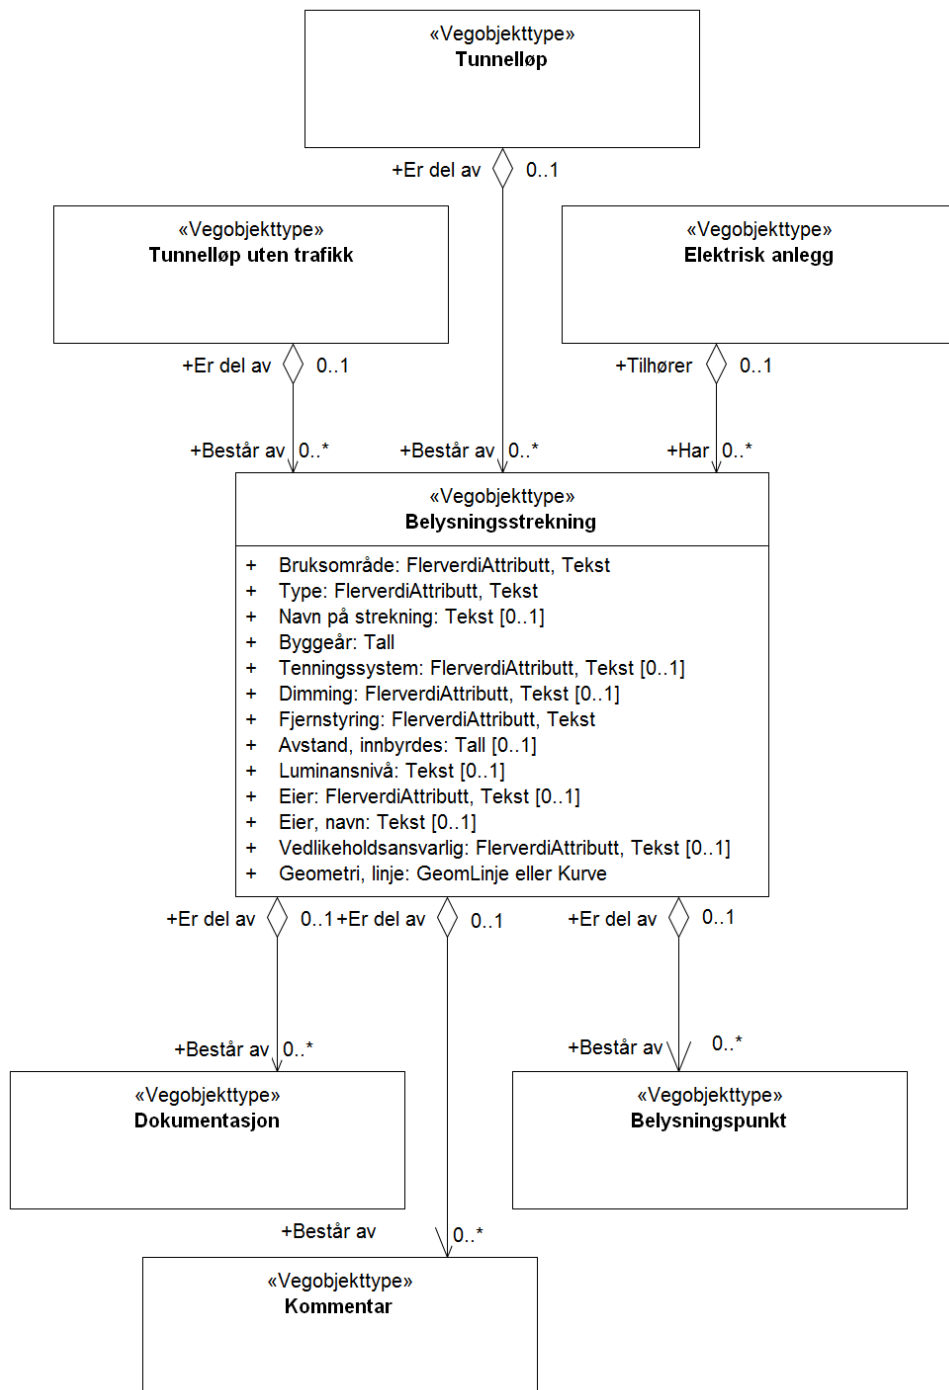 «Vegobjekttype»
Tunnelløp
+Er del av 0..1
«Vegobjekttype»
Tunnelløp uten trafikk
«Vegobjekttype»
Elektrisk anlegg
+Er del av 0..1
+Tilhører 0..1
+Består av 0..*
+Består av 0..*
+Har 0..*
«Vegobjekttype»
Belysningsstrekning
+ Bruksområde: FlerverdiAttributt, Tekst
+ Type: FlerverdiAttributt, Tekst
+ Navn på strekning: Tekst [0..1]
+ Byggeår: Tall
+ Tenningssystem: FlerverdiAttributt, Tekst [0..1]
+ Dimming: FlerverdiAttributt, Tekst [0..1]
+ Fjernstyring: FlerverdiAttributt, Tekst
+ Avstand, innbyrdes: Tall [0..1]
+ Luminansnivå: Tekst [0..1]
+ Eier: FlerverdiAttributt, Tekst [0..1]
+ Eier, navn: Tekst [0..1]
+ Vedlikeholdsansvarlig: FlerverdiAttributt, Tekst [0..1]
+ Geometri, linje: GeomLinje eller Kurve
+Er del av 0..1
+Er del av 0..1
+Er del av 0..1
+Består av 0..*
+Består av 0..*
«Vegobjekttype»
Dokumentasjon
«Vegobjekttype»
Belysningspunkt
+Består av 0..*
«Vegobjekttype»
Kommentar